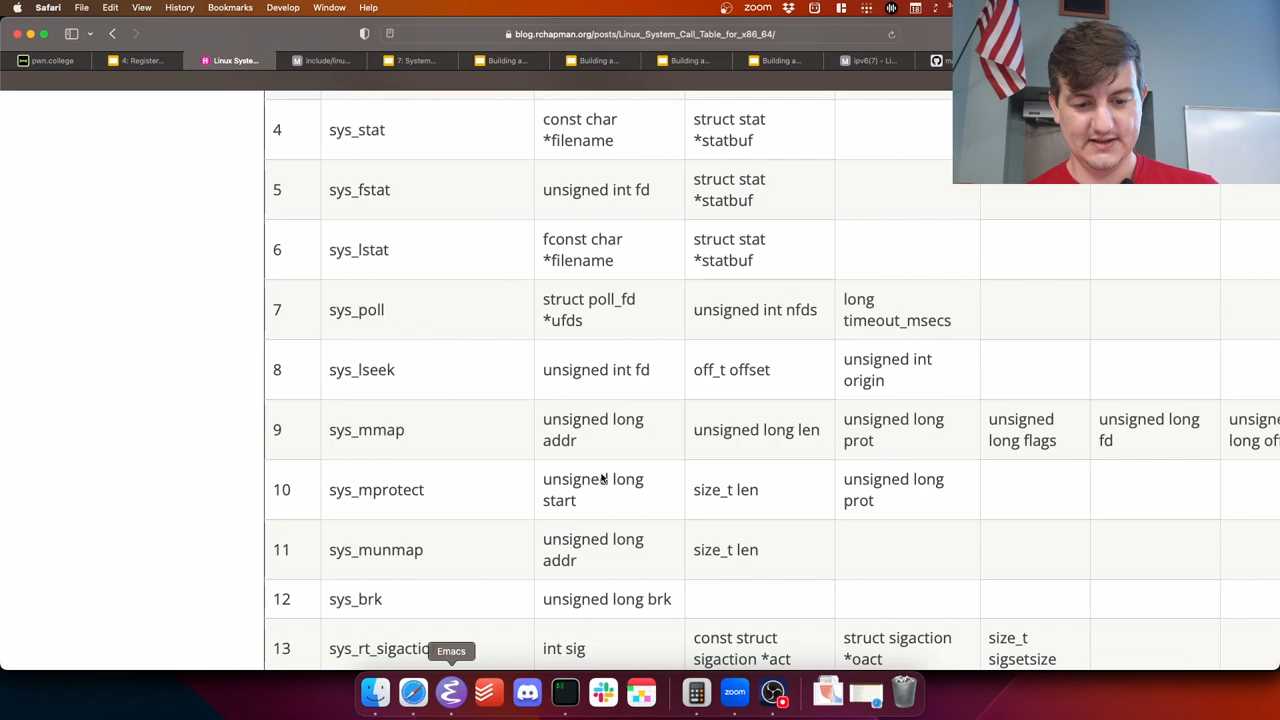 Safari File Edit View History Bookmarks Develop Window Help zoom 18
blog.rchapman.org/posts/Linux_System_Call_Table_for_x86_64/
pwn.college 4: Register... Linux Syste... include/linu... 7: System... Building a... Building a... Building a... Building a... ipv6(7) - Li...
4 sys_stat const char *filename struct stat *statbuf
5 sys_fstat unsigned int fd struct stat *statbuf
6 sys_lstat fconst char *filename struct stat *statbuf
7 sys_poll struct poll_fd *ufds unsigned int nfds long timeout_msecs
8 sys_lseek unsigned int fd off_t offset unsigned int origin
9 sys_mmap unsigned long addr unsigned long len unsigned long prot unsigned long flags unsigned long fd
10 sys_mprotect unsigned long start size_t len unsigned long prot
11 sys_munmap unsigned long addr size_t len
12 sys_brk unsigned long brk
13 sys_rt_sigactio int sig const struct sigaction *act struct sigaction *oact size_t sigsetsize
Emacs
zoom